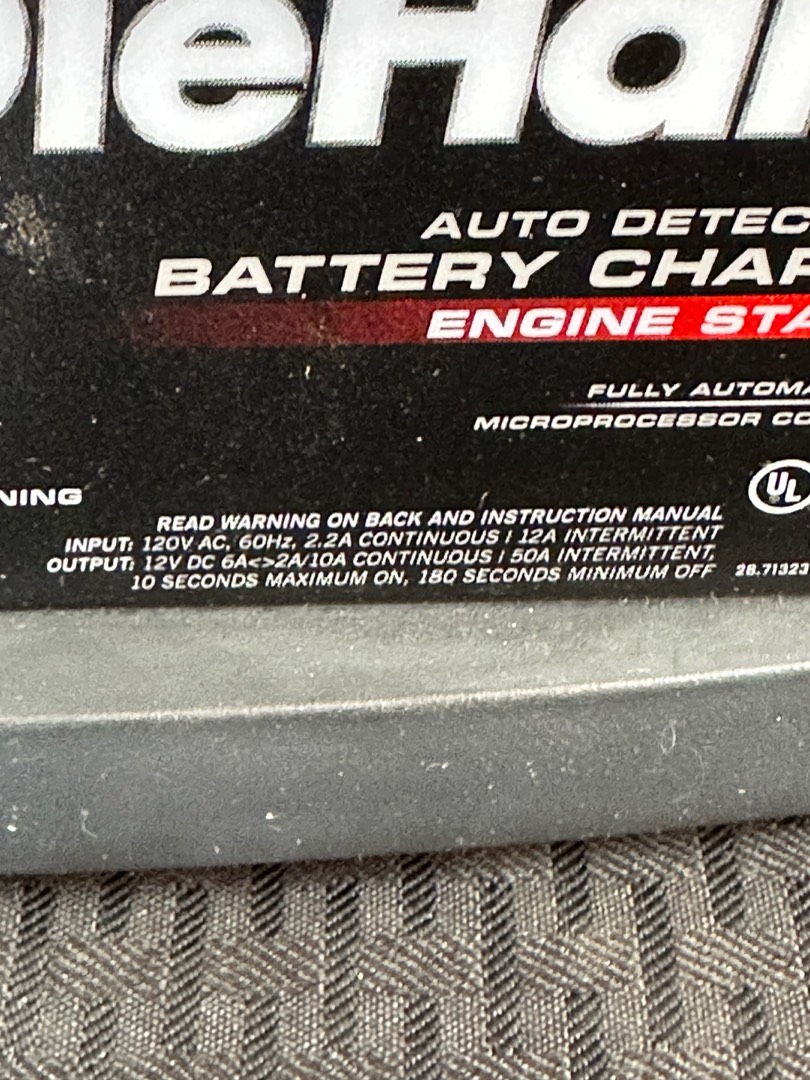 leHa
AUTO DETEC
BATTERY CHAR
ENGINE STA
FULLY AUTOMA
MICROPROCESSOR CO
NING
UL
READ WARNING ON BACK AND INSTRUCTION MANUAL
INPUT: 120V AC, 60Hz, 2.2A CONTINUOUS / 12A INTERMITTENT
OUTPUT: 12V DC 6A<>2A/10A CONTINUOUS / 50A INTERMITTENT,
10 SECONDS MAXIMUM ON, 180 SECONDS MINIMUM OFF
28.71323